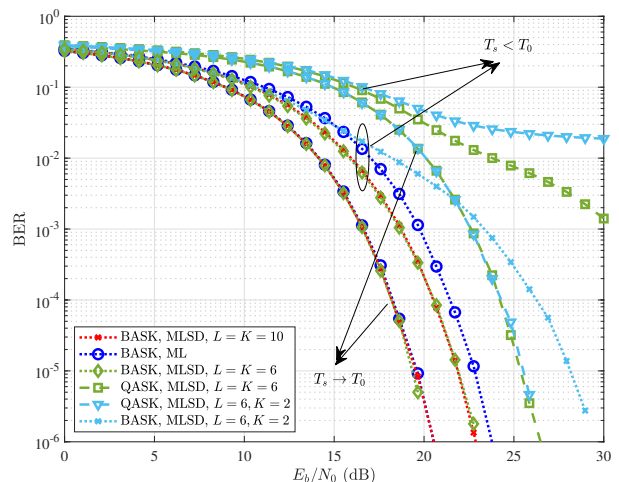 10^0
10^-1
10^-2
10^-3
10^-4
10^-5
10^-6
BER
T_s < T_0
T_s → T_0
BASK, MLSD, L = K = 10
BASK, ML
BASK, MLSD, L = K = 6
QASK, MLSD, L = K = 6
QASK, MLSD, L = 6, K = 2
BASK, MLSD, L = 6, K = 2
0 5 10 15 20 25 30
E_b/N_0 (dB)